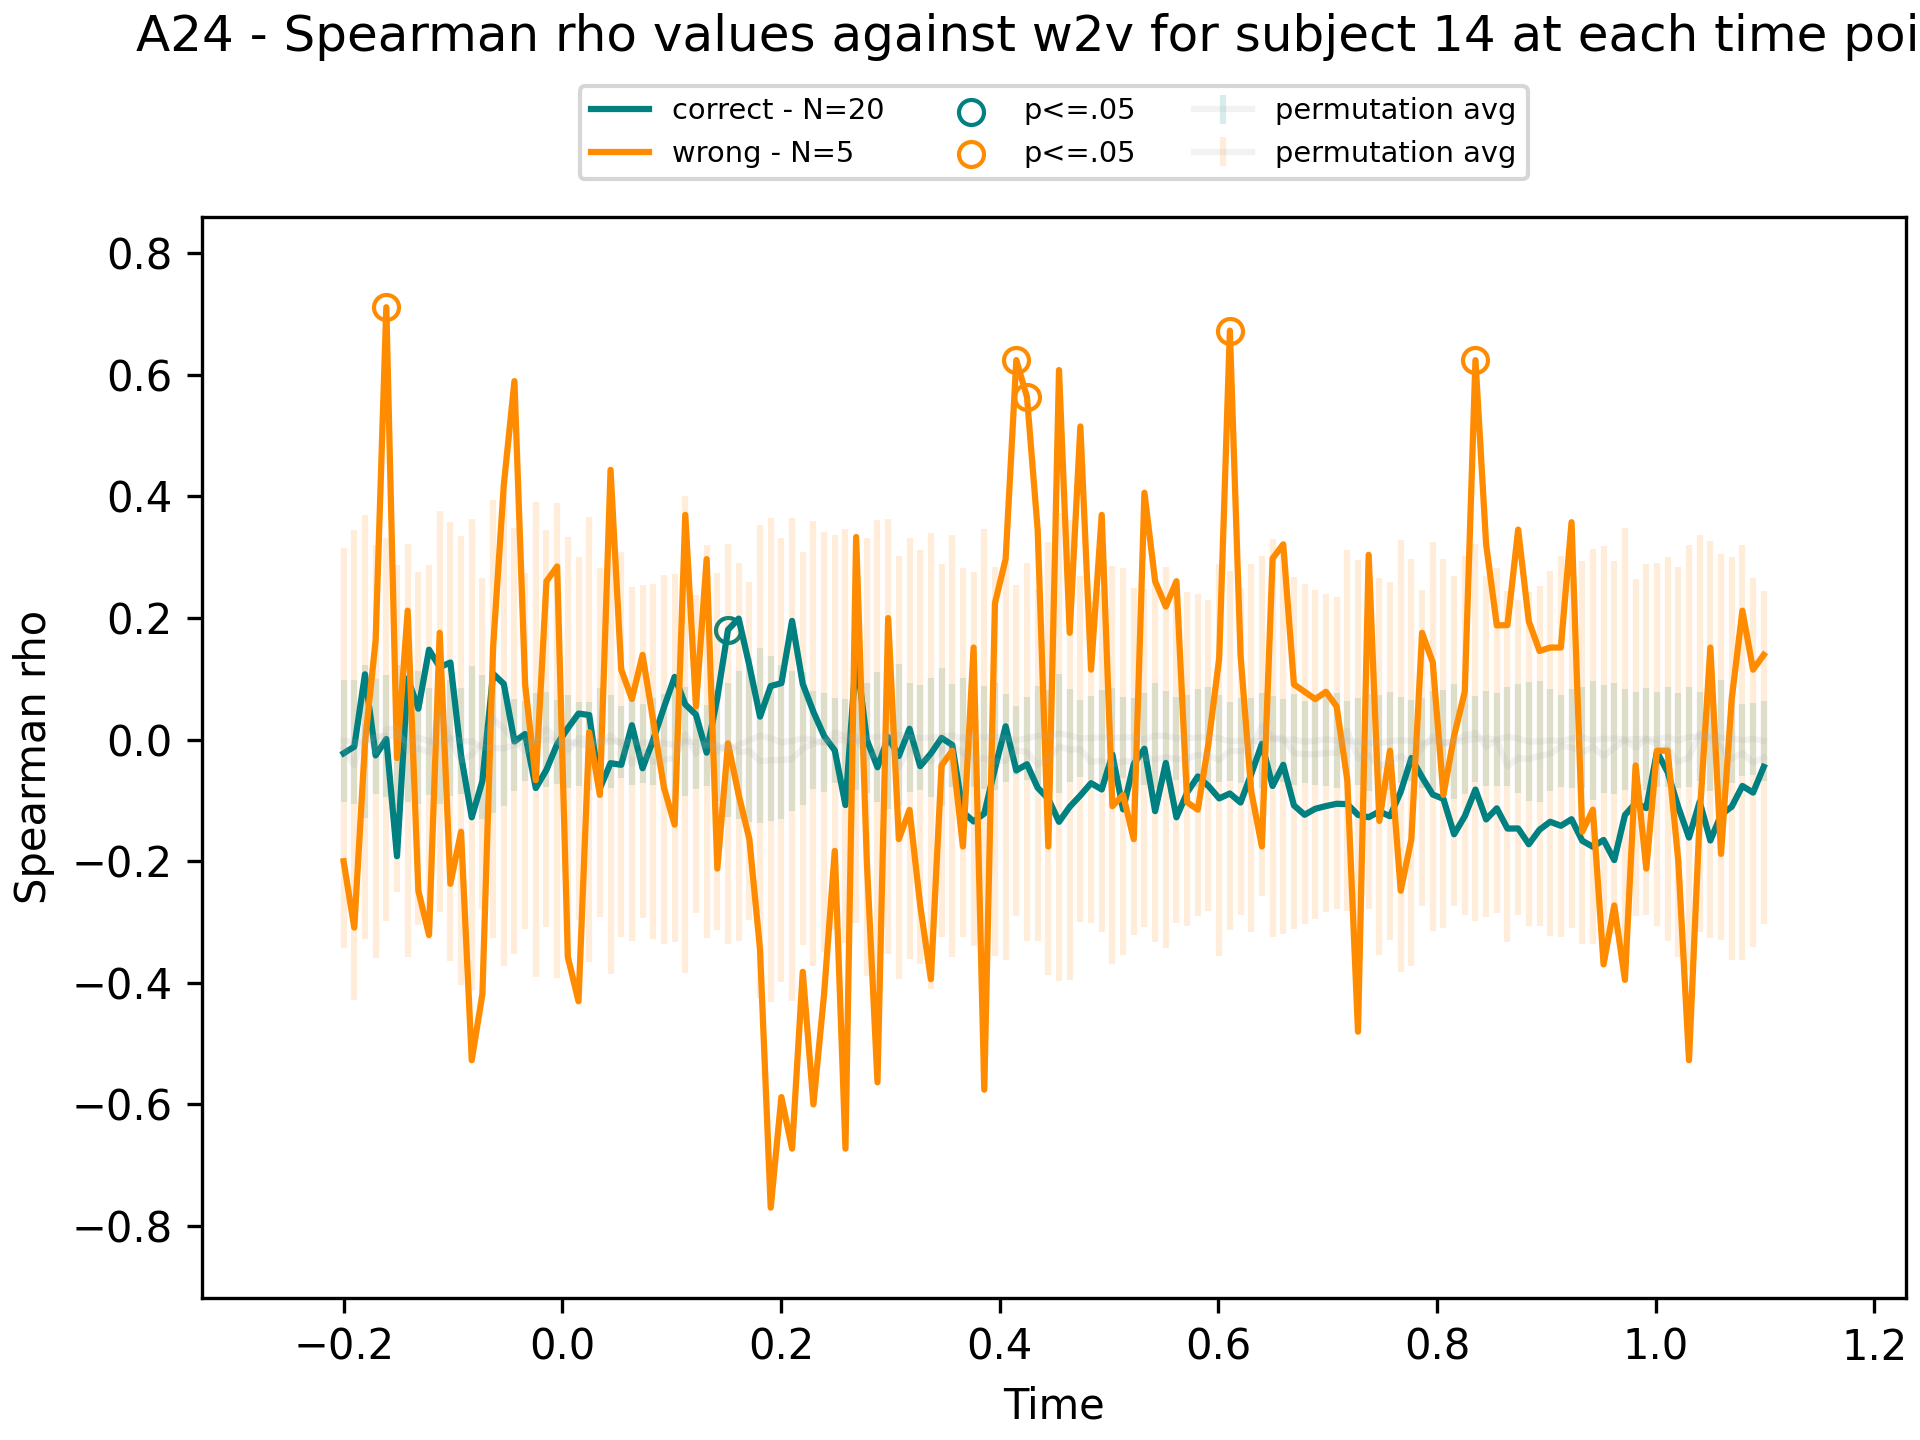 A24 - Spearman rho values against w2v for subject 14 at each time poi
correct - N=20 p<=.05 permutation avg
wrong - N=5 p<=.05 permutation avg
0.8
0.6
0.4
0.2
0.0
−0.2
−0.4
−0.6
−0.8
Spearman rho
−0.2 0.0 0.2 0.4 0.6 0.8 1.0 1.2
Time